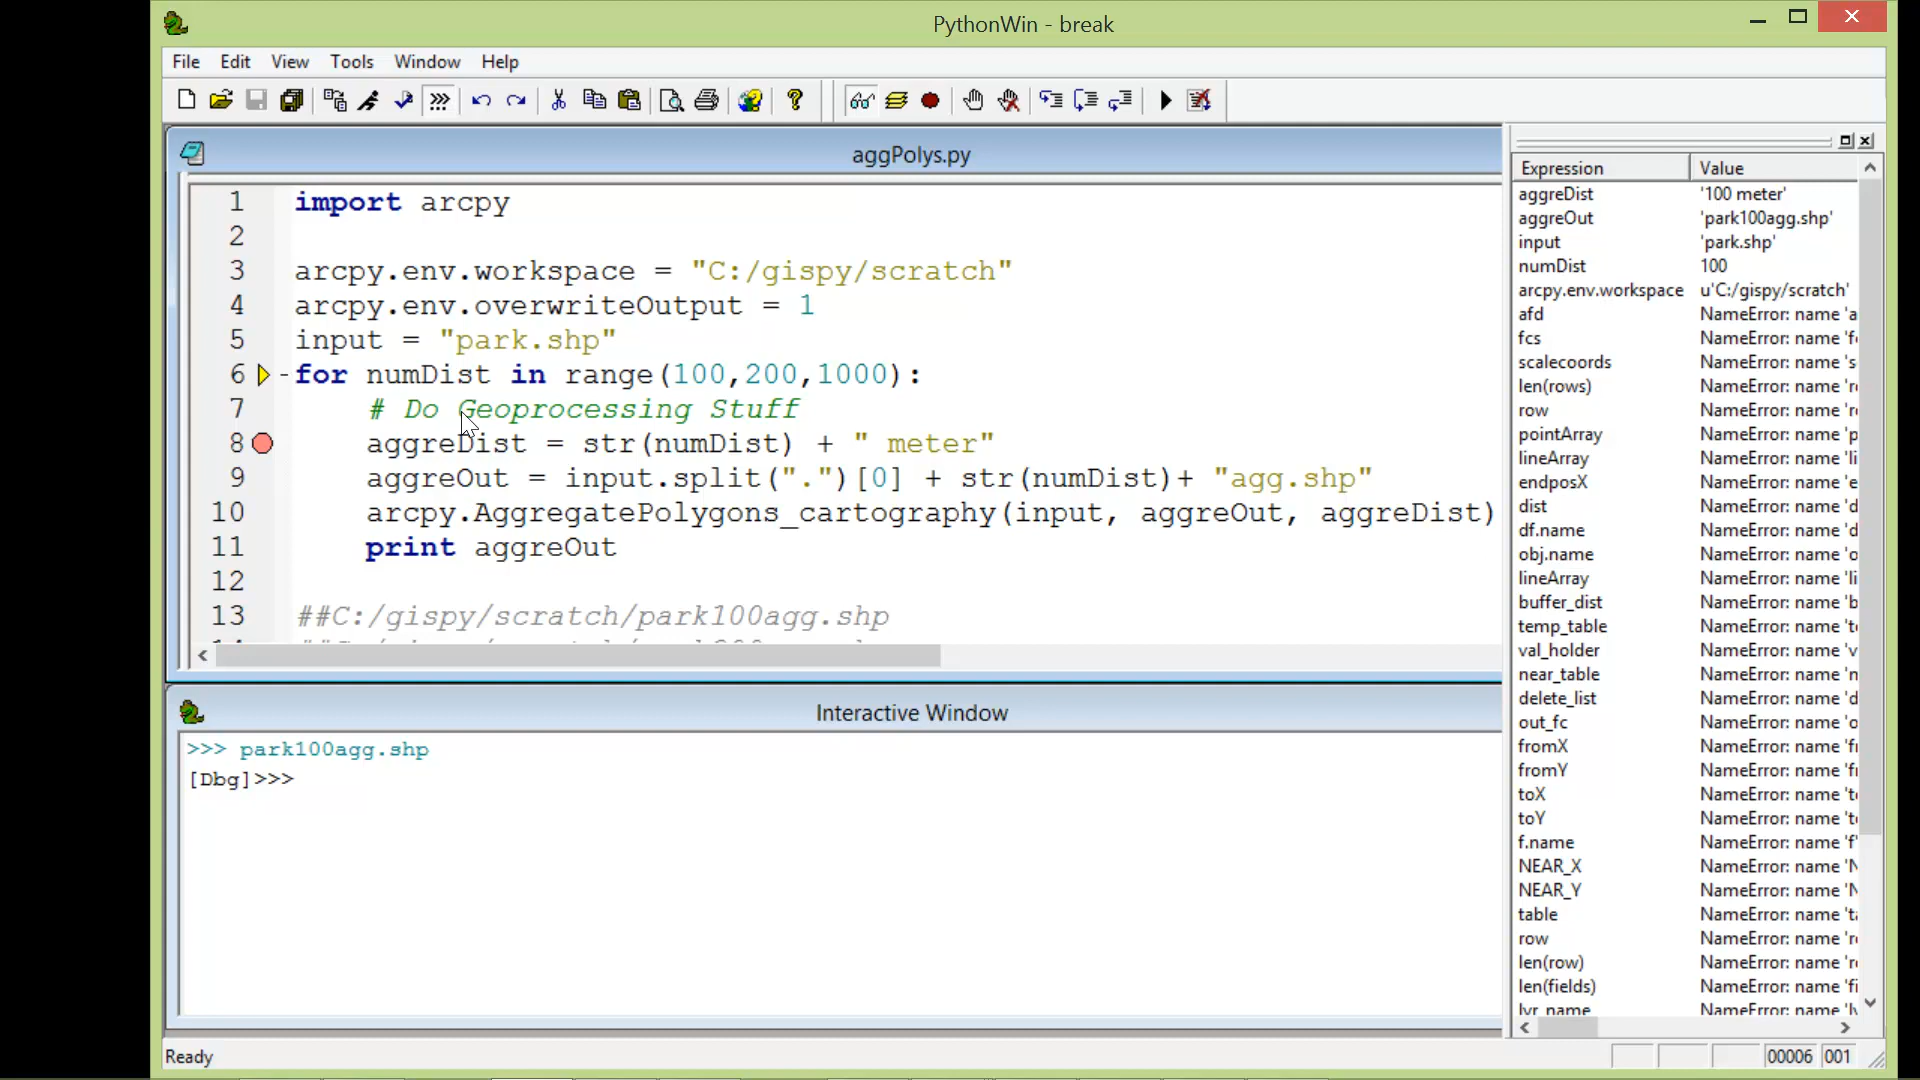 PythonWin - break
File Edit View Tools Window Help
aggPolys.py
1 import arcpy
2
3 arcpy.env.workspace = "C:/gispy/scratch"
4 arcpy.env.overwriteOutput = 1
5 input = "park.shp"
6 for numDist in range(100,200,1000):
7 # Do Geoprocessing Stuff
8 aggreDist = str(numDist) + " meter"
9 aggreOut = input.split(".")[0] + str(numDist)+ "agg.shp"
10 arcpy.AggregatePolygons_cartography(input, aggreOut, aggreDist)
11 print aggreOut
12
13 ##C:/gispy/scratch/park100agg.shp
Interactive Window
>>> park100agg.shp
[Dbg]>>>
Expression Value
aggreDist '100 meter'
aggreOut 'park100agg.shp'
input 'park.shp'
numDist 100
arcpy.env.workspace u'C:/gispy/scratch'
afd NameError: name 'a
fcs NameError: name 'f
scalecoords NameError: name 's
len(rows) NameError: name 'r
row NameError: name 'r
pointArray NameError: name 'p
lineArray NameError: name 'li
endposX NameError: name 'e
dist NameError: name 'd
df.name NameError: name 'd
obj.name NameError: name 'o
lineArray NameError: name 'li
buffer_dist NameError: name 'b
temp_table NameError: name 't
val_holder NameError: name 'v
near_table NameError: name 'n
delete_list NameError: name 'd
out_fc NameError: name 'o
fromX NameError: name 'f
fromY NameError: name 'f
toX NameError: name 't
toY NameError: name 't
f.name NameError: name 'f
NEAR_X NameError: name 'N
NEAR_Y NameError: name 'N
table NameError: name 't
row NameError: name 'r
len(row) NameError: name 'r
len(fields) NameError: name 'fi
lyr_name NameError: name 'l
Ready 00006 001